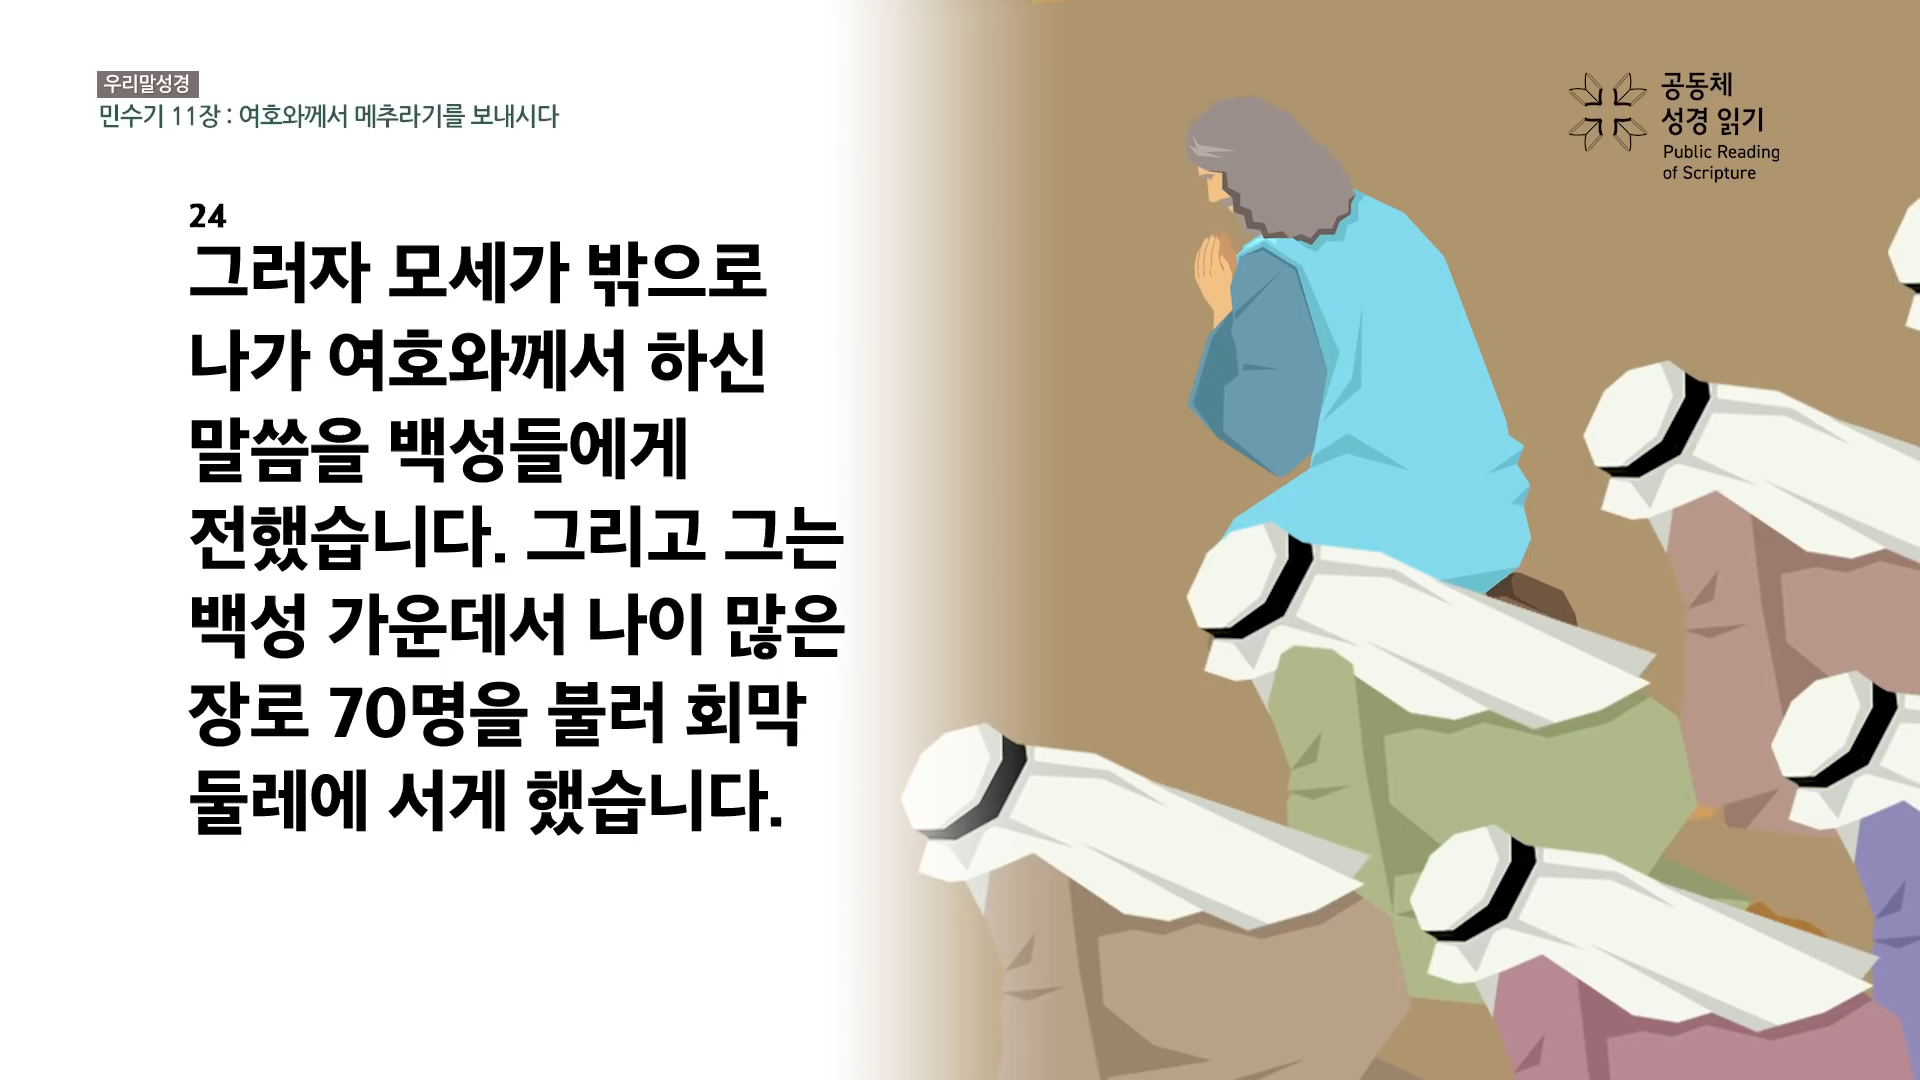 우리말성경
민수기 11장 : 여호와께서 메추라기를 보내시다
공동체
성경 읽기
Public Reading
of Scripture
24
그러자 모세가 밖으로
나가 여호와께서 하신
말씀을 백성들에게
전했습니다. 그리고 그는
백성 가운데서 나이 많은
장로 70명을 불러 회막
둘레에 서게 했습니다.